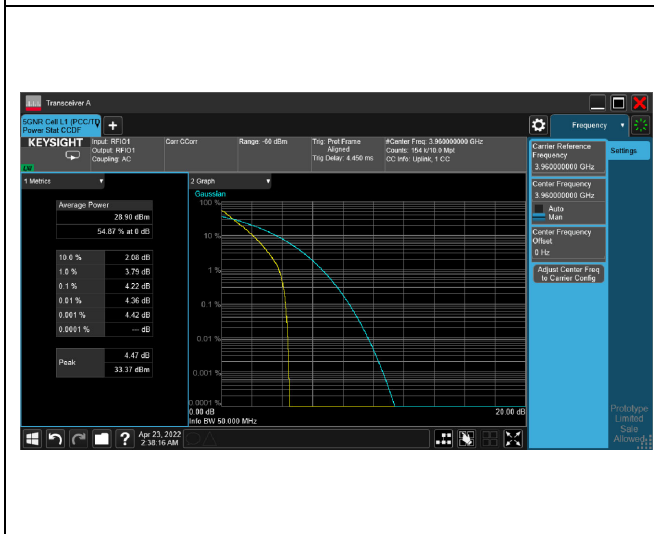 Transceiver A
5GNR Cell L1 (PCC/TD
Power Stat CCDF
Frequency
KEYSIGHT
Input: RFIO1
Output: RFIO1
Coupling: AC
Corr CCorr
Range: -60 dBm
Trig: Pret Frame
Aligned
Trig Delay: 4.450 ms
#Center Freq: 3.960000000 GHz
Counts: 154 k/10.0 Mpt
CC Info: Uplink, 1 CC
Carrier Reference
Frequency
3.960000000 GHz
Settings
Center Frequency
3.960000000 GHz
Auto
Man
Center Frequency
Offset
0 Hz
Adjust Center Freq
to Carrier Config
1 Metrics
Average Power
28.90 dBm
54.87 % at 0 dB
10.0 % 2.08 dB
1.0 % 3.79 dB
0.1 % 4.22 dB
0.01 % 4.36 dB
0.001 % 4.42 dB
0.0001 % --- dB
Peak
4.47 dB
33.37 dBm
2 Graph
Gaussian
100 %
10 %
1 %
0.1 %
0.01 %
0.001 %
0.0001 %
0.00 dB
20.00 dB
Info BW 50.000 MHz
Prototype
Limited
Sale
Allowed
?
Apr 23, 2022
2:38:16 AM